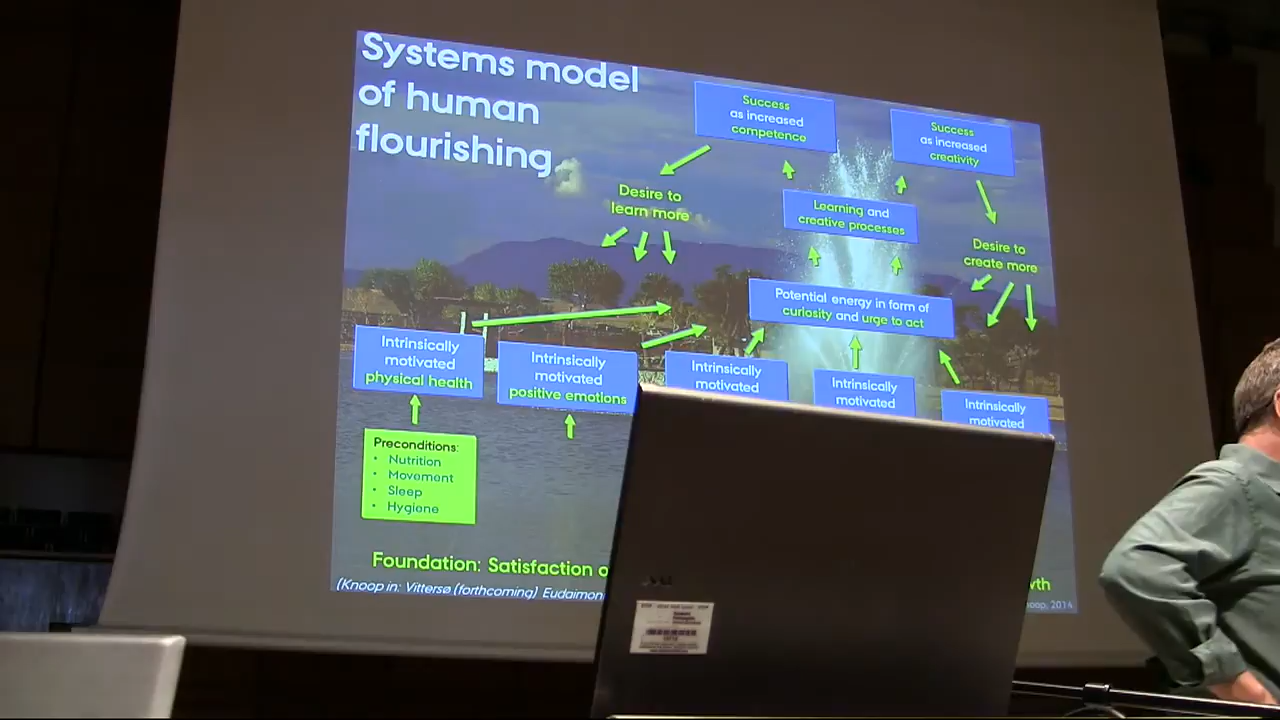 Systems model
of human
flourishing
Success
as increased
competence
Success
as increased
creativity
Desire to
learn more
Learning and
creative processes
Desire to
create more
Potential energy in form of
curiosity and urge to act
Intrinsically
motivated
physical health
Intrinsically
motivated
positive emotions
Intrinsically
motivated
Intrinsically
motivated
Intrinsically
motivated
Preconditions:
• Nutrition
• Movement
• Sleep
• Hygiene
Foundation: Satisfaction o
wth
(Knoop in: Vittersø (forthcoming) Eudaimon
noop, 2014